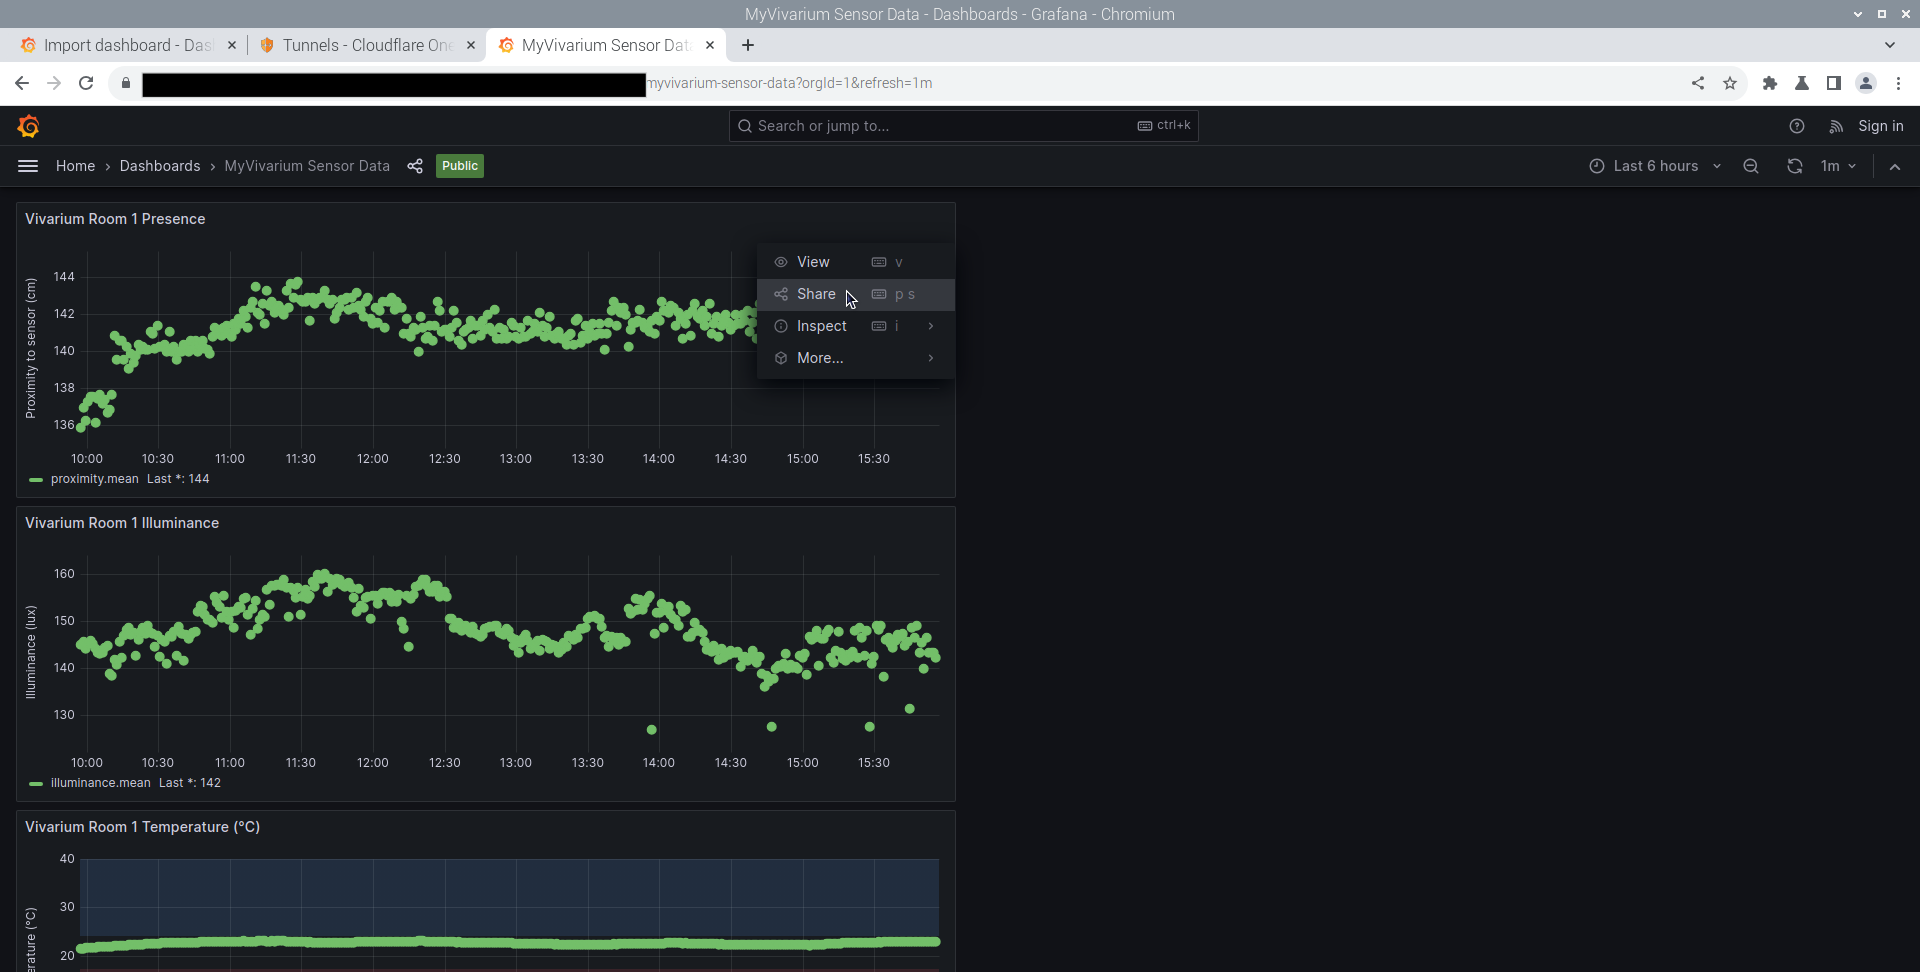 MyVivarium Sensor Data - Dashboards - Grafana - Chromium
Import dashboard - Das
Tunnels - Cloudflare One
MyVivarium Sensor Dat
myvivarium-sensor-data?orgId=1&refresh=1m
Search or jump to...
ctrl+k
Sign in
Home
Dashboards
MyVivarium Sensor Data
Public
Last 6 hours
1m
Vivarium Room 1 Presence
Proximity to sensor (cm)
144
142
140
138
136
View v
Share p s
Inspect i
More...
10:00 10:30 11:00 11:30 12:00 12:30 13:00 13:30 14:00 14:30 15:00 15:30
proximity.mean Last *: 144
Vivarium Room 1 Illuminance
Illuminance (lux)
160
150
140
130
10:00 10:30 11:00 11:30 12:00 12:30 13:00 13:30 14:00 14:30 15:00 15:30
illuminance.mean Last *: 142
Vivarium Room 1 Temperature (°C)
erature (°C)
40
30
20